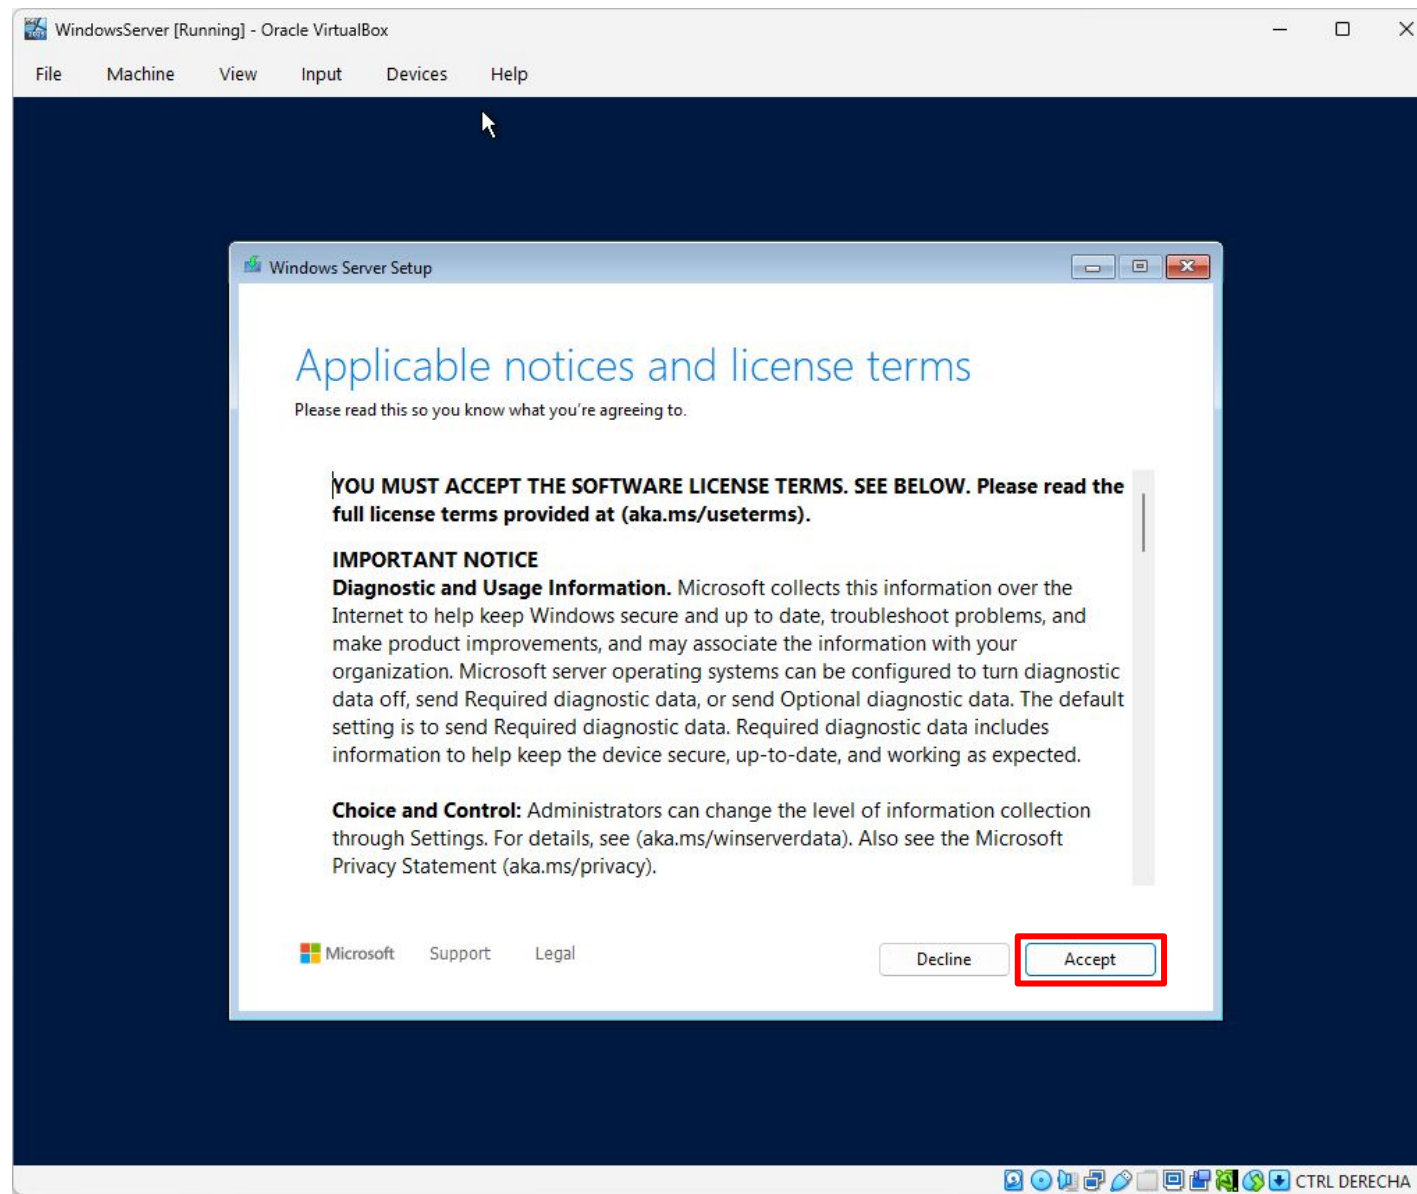 WindowsServer [Running] - Oracle VirtualBox
File Machine View Input Devices Help
Windows Server Setup
Applicable notices and license terms
Please read this so you know what you're agreeing to.
YOU MUST ACCEPT THE SOFTWARE LICENSE TERMS. SEE BELOW. Please read the
full license terms provided at (aka.ms/useterms).
IMPORTANT NOTICE
Diagnostic and Usage Information. Microsoft collects this information over the
Internet to help keep Windows secure and up to date, troubleshoot problems, and
make product improvements, and may associate the information with your
organization. Microsoft server operating systems can be configured to turn diagnostic
data off, send Required diagnostic data, or send Optional diagnostic data. The default
setting is to send Required diagnostic data. Required diagnostic data includes
information to help keep the device secure, up-to-date, and working as expected.
Choice and Control: Administrators can change the level of information collection
through Settings. For details, see (aka.ms/winserverdata). Also see the Microsoft
Privacy Statement (aka.ms/privacy).
Microsoft Support Legal Decline Accept
CTRL DERECHA